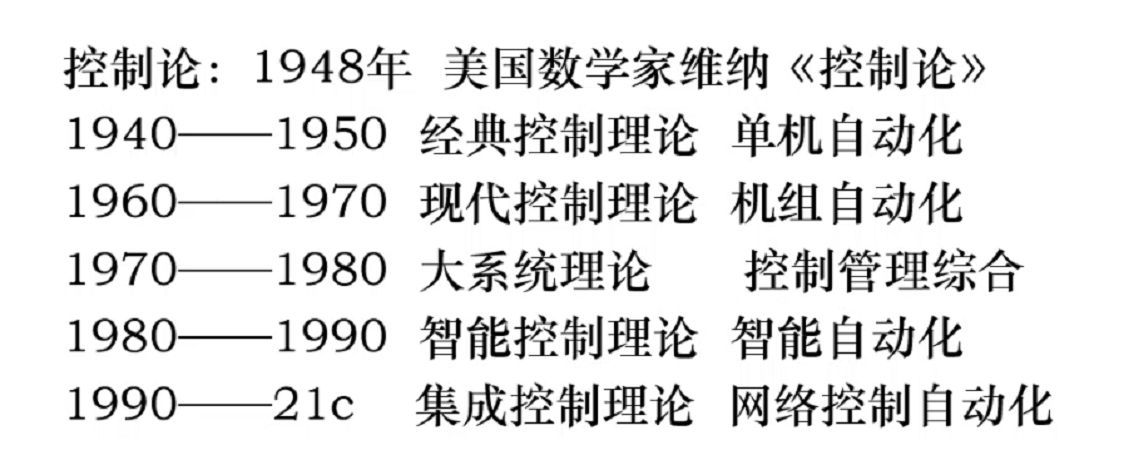 控制论：1948年 美国数学家维纳《控制论》
1940——1950 经典控制理论 单机自动化
1960——1970 现代控制理论 机组自动化
1970——1980 大系统理论 控制管理综合
1980——1990 智能控制理论 智能自动化
1990——21c 集成控制理论 网络控制自动化